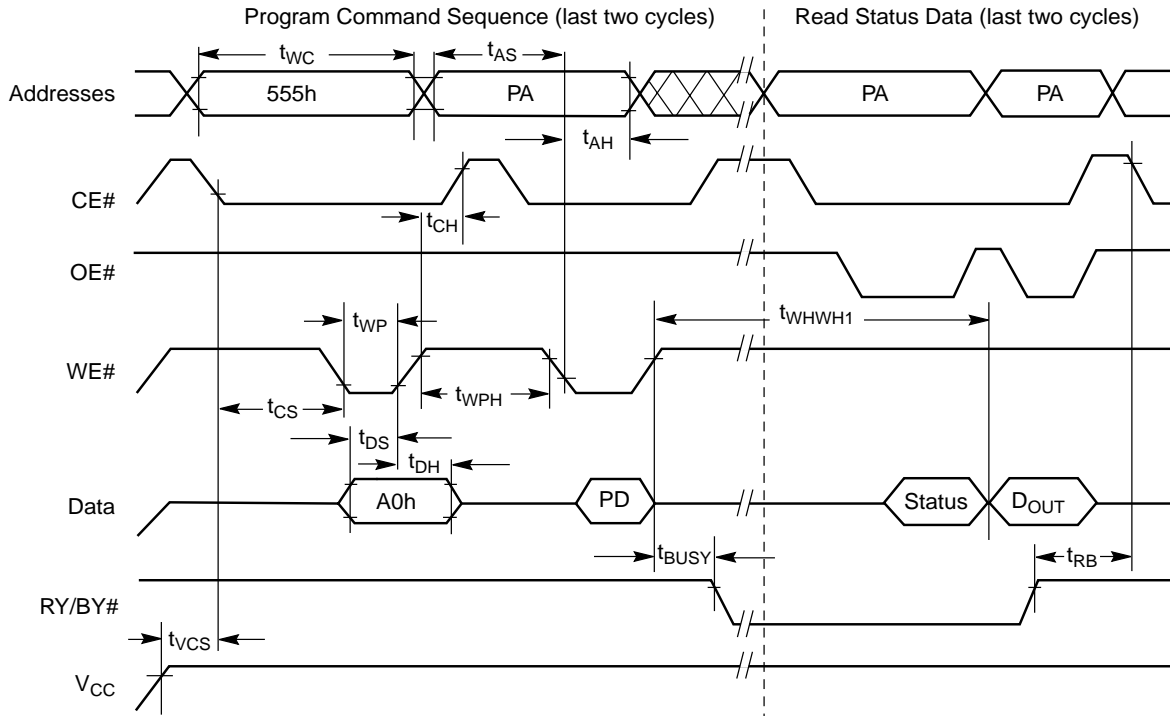 Program Command Sequence (last two cycles)
Read Status Data (last two cycles)
tWC
tAS
Addresses
555h
PA
PA
PA
tAH
CE#
tCH
OE#
tWP
tWHWH1
WE#
tCS
tWPH
tDS
tDH
Data
A0h
PD
Status
DOUT
tBUSY
tRB
RY/BY#
tVCS
VCC